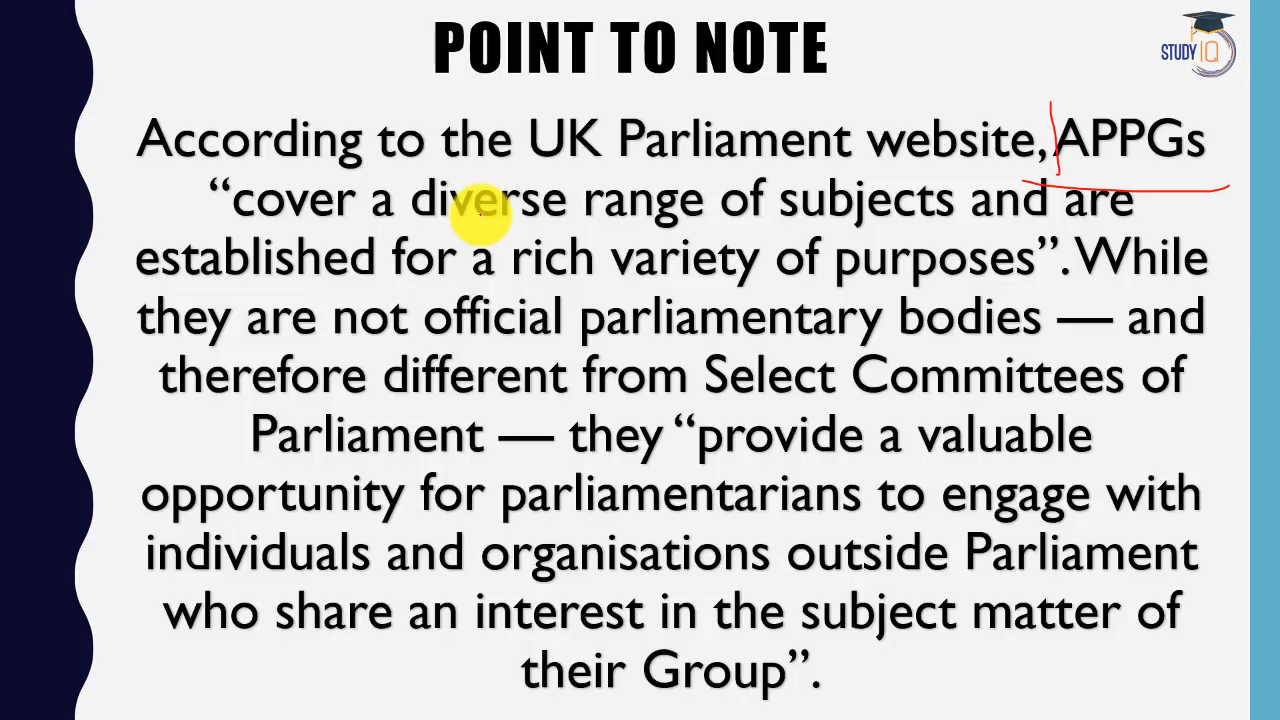 POINT TO NOTE
STUDY IQ
According to the UK Parliament website, APPGs
“cover a diverse range of subjects and are
established for a rich variety of purposes”. While
they are not official parliamentary bodies — and
therefore different from Select Committees of
Parliament — they “provide a valuable
opportunity for parliamentarians to engage with
individuals and organisations outside Parliament
who share an interest in the subject matter of
their Group”.